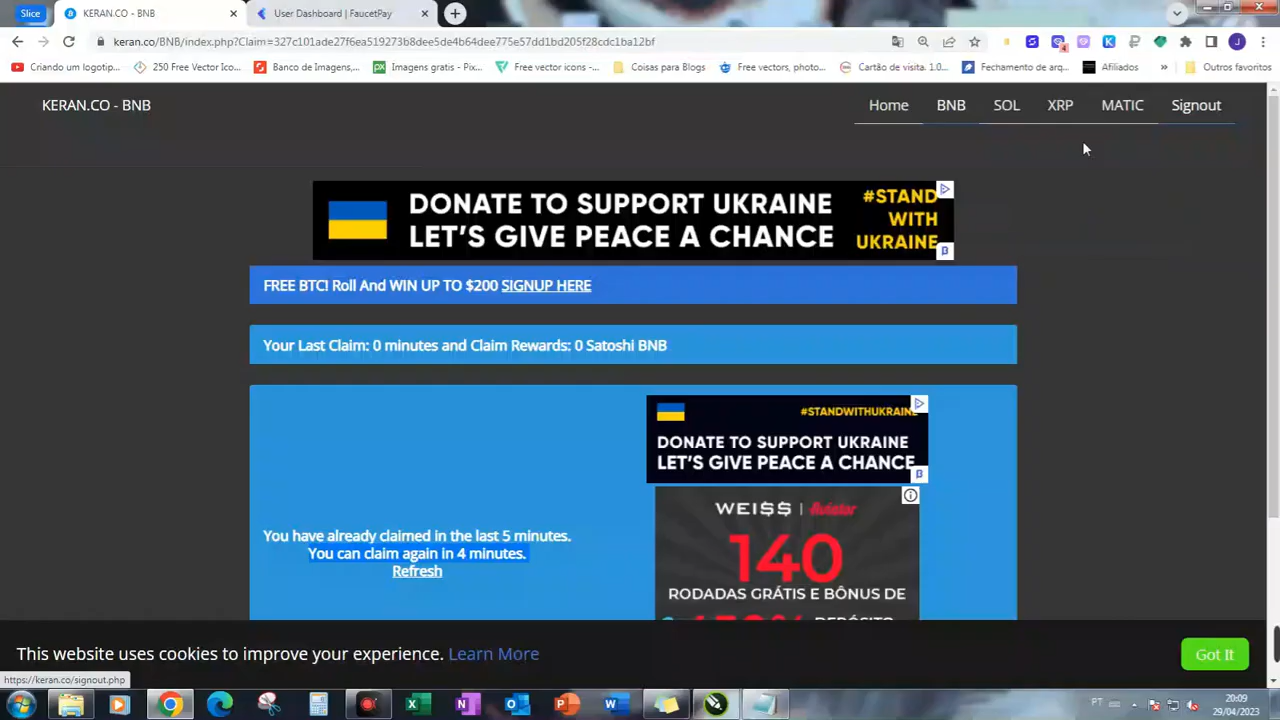 Slice
KERAN.CO - BNB
User Dashboard | FaucetPay
keran.co/BNB/index.php?Claim=327c101ade27f6ba519273b8dee5de4b64dee775e57d1bd205f28cdc1ba12bf
Criando um logotip...
250 Free Vector Ico...
Banco de Imagens,...
Imagens gratis - Pix...
Free vector icons -...
Coisas para Blogs
Free vectors, photo...
Cartão de visita. 1.0...
Fechamento de arq...
Afiliados
»
Outros favoritos
KERAN.CO - BNB
Home
BNB
SOL
XRP
MATIC
Signout
DONATE TO SUPPORT UKRAINE
LET'S GIVE PEACE A CHANCE
#STAND
WITH
UKRAINE
FREE BTC! Roll And WIN UP TO $200 SIGNUP HERE
Your Last Claim: 0 minutes and Claim Rewards: 0 Satoshi BNB
#STANDWITHUKRAINE
DONATE TO SUPPORT UKRAINE
LET'S GIVE PEACE A CHANCE
WEI$$ | Aviator
140
RODADAS GRÁTIS E BÔNUS DE
DEPÓSITO
You have already claimed in the last 5 minutes.
You can claim again in 4 minutes.
Refresh
This website uses cookies to improve your experience. Learn More
Got It
https://keran.co/signout.php
PT
20:09
29/04/2023